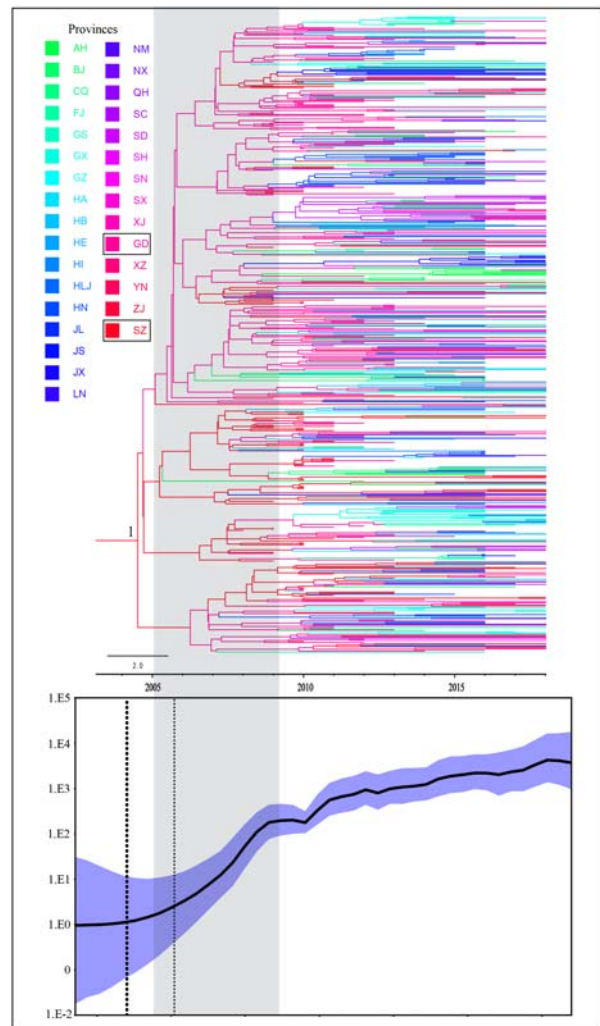 Provinces
AH
BJ
CQ
FJ
GS
GX
GZ
HA
HB
HE
HI
HLJ
HN
JL
JS
JX
LN
NM
NX
QH
SC
SD
SH
SN
SX
XJ
GD
XZ
YN
ZJ
SZ
1
2.0
2005 2010 2015
1.E5
1.E4
1.E3
1.E2
1.E1
1.E0
0
1.E-2